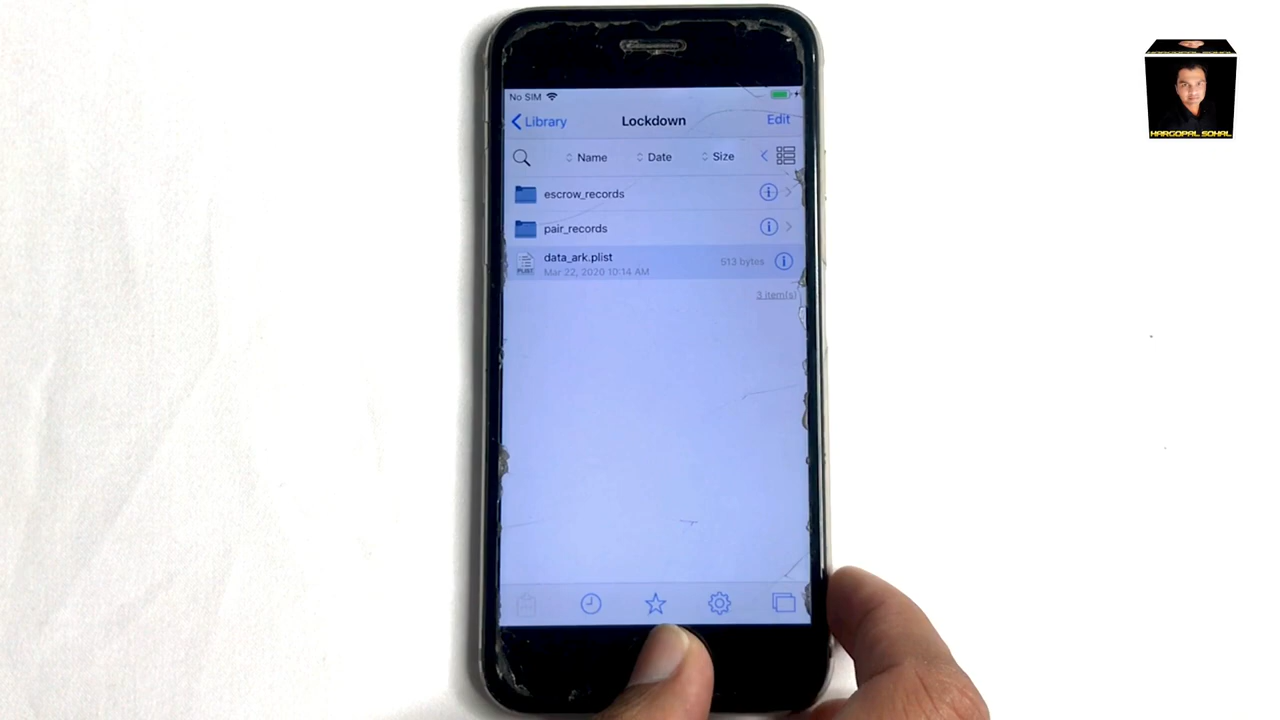 No SIM
Library
Lockdown
Edit
Name
Date
Size
escrow_records
pair_records
data_ark.plist
Mar 22, 2020 10:14 AM
513 bytes
PLIST
3 item(s)
HARGOPAL SOHAL